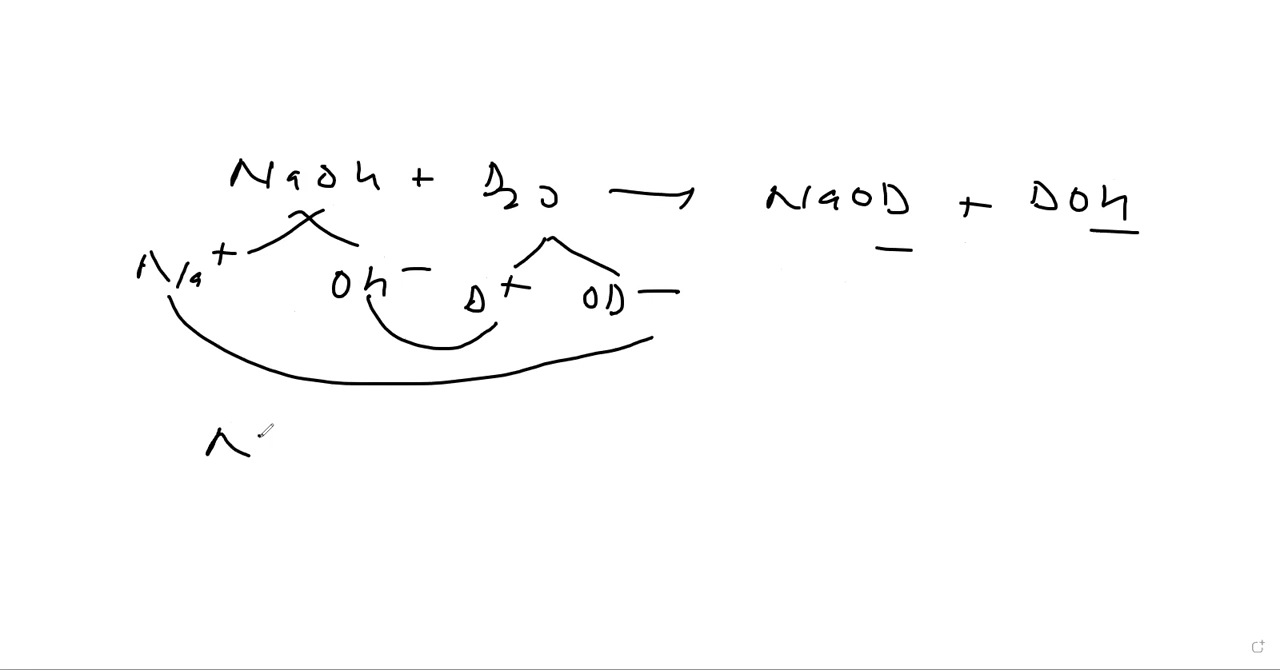 NaOh + D2O → NaOD + DOh
Na+ Oh− D+ OD−
N